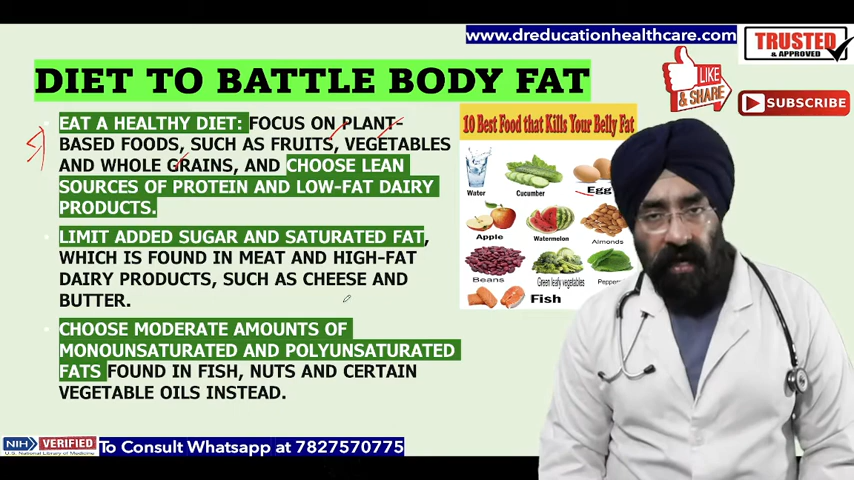 www.dreducationhealthcare.com
TRUSTED
& APPROVED
LIKE
& SHARE
SUBSCRIBE
DIET TO BATTLE BODY FAT
EAT A HEALTHY DIET: FOCUS ON PLANT-
BASED FOODS, SUCH AS FRUITS, VEGETABLES
AND WHOLE GRAINS, AND CHOOSE LEAN
SOURCES OF PROTEIN AND LOW-FAT DAIRY
PRODUCTS.
LIMIT ADDED SUGAR AND SATURATED FAT,
WHICH IS FOUND IN MEAT AND HIGH-FAT
DAIRY PRODUCTS, SUCH AS CHEESE AND
BUTTER.
CHOOSE MODERATE AMOUNTS OF
MONOUNSATURATED AND POLYUNSATURATED
FATS FOUND IN FISH, NUTS AND CERTAIN
VEGETABLE OILS INSTEAD.
10 Best Food that Kills Your Belly Fat
Water Cucumber Egg
Apple Watermelon Almonds
Beans Green leafy vegetables
Fish
NIH VERIFIED
U.S. National Library of Medicine
To Consult Whatsapp at 7827570775